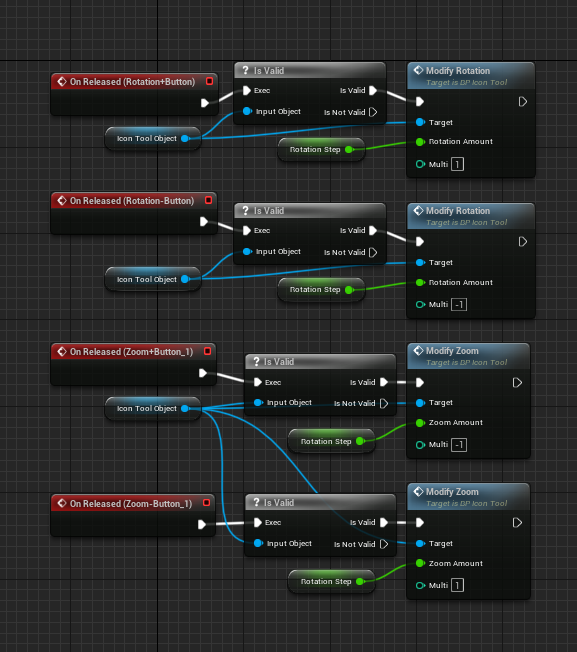 On Released (Rotation+Button)
? Is Valid
Exec
Is Valid
Input Object
Is Not Valid
Modify Rotation
Target is BP Icon Tool
Target
Rotation Amount
Multi 1
Icon Tool Object
Rotation Step
On Released (Rotation-Button)
? Is Valid
Exec
Is Valid
Input Object
Is Not Valid
Modify Rotation
Target is BP Icon Tool
Target
Rotation Amount
Multi -1
Icon Tool Object
Rotation Step
On Released (Zoom+Button_1)
? Is Valid
Exec
Is Valid
Input Object
Is Not Valid
Modify Zoom
Target is BP Icon Tool
Target
Zoom Amount
Multi -1
Icon Tool Object
Rotation Step
On Released (Zoom-Button_1)
? Is Valid
Exec
Is Valid
Input Object
Is Not Valid
Modify Zoom
Target is BP Icon Tool
Target
Zoom Amount
Multi 1
Rotation Step